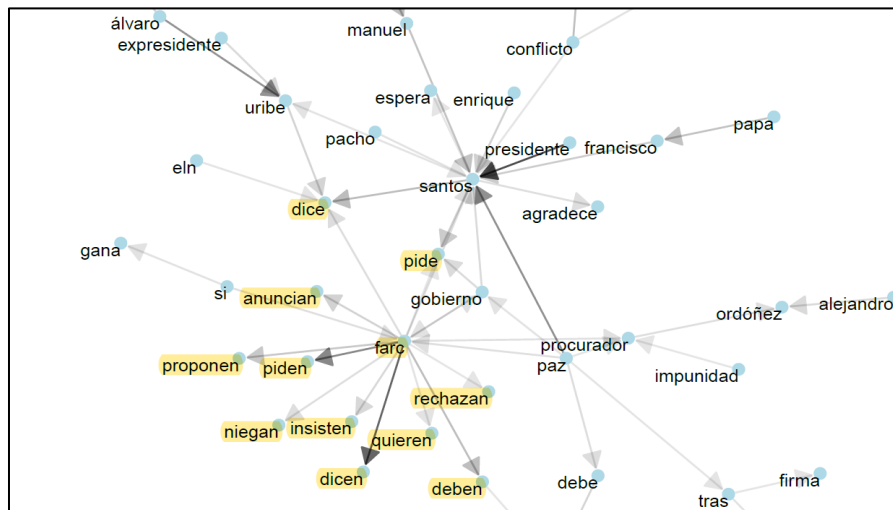 álvaro
expresidente
manuel
conflicto
uribe
espera
enrique
pacho
presidente
francisco
papa
eln
santos
dice
agradece
gana
pide
si
anuncian
gobierno
ordóñez
alejandro
farc
procurador
proponen
piden
paz
impunidad
rechazan
niegan
insisten
quieren
dicen
deben
debe
tras
firma